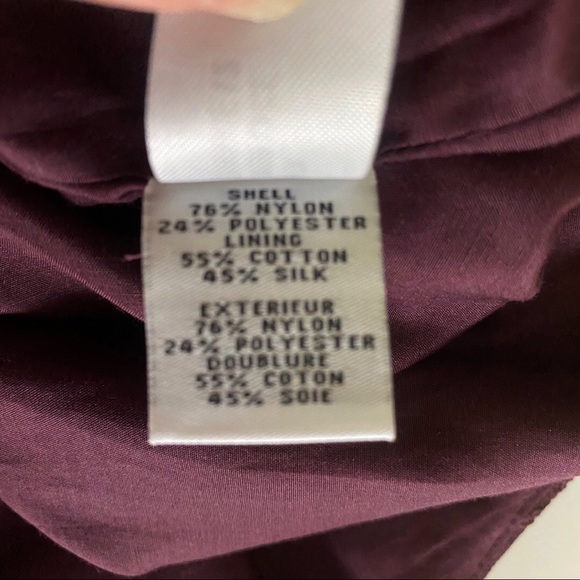 SHELL
76% NYLON
24% POLYESTER
LINING
55% COTTON
45% SILK
EXTERIEUR
76% NYLON
24% POLYESTER
DOUBLURE
55% COTON
45% SOIE